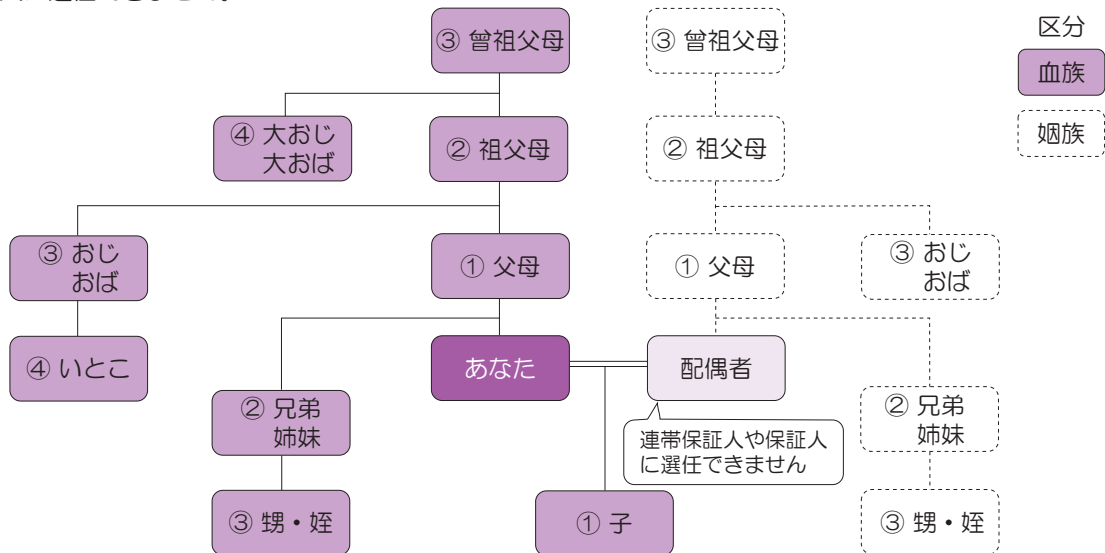 ③ 曾祖父母
③ 曾祖父母
区分
血族
姻族
④ 大おじ
大おば
② 祖父母
② 祖父母
③ おじ
おば
① 父母
① 父母
③ おじ
おば
④ いとこ
あなた
配偶者
② 兄弟
姉妹
連帯保証人や保証人
に選任できません
② 兄弟
姉妹
③ 甥・姪
① 子
③ 甥・姪